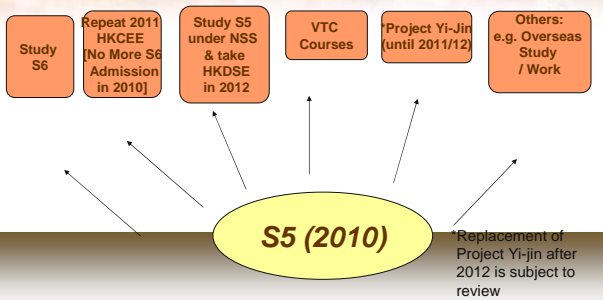 Study
S6
Repeat 2011
HKCEE
[No More S6
Admission
in 2010]
Study S5
under NSS
& take
HKDSE
in 2012
VTC
Courses
*Project Yi-Jin
(until 2011/12)
Others:
e.g. Overseas
Study
/ Work
S5 (2010)
*Replacement of
Project Yi-jin after
2012 is subject to
review